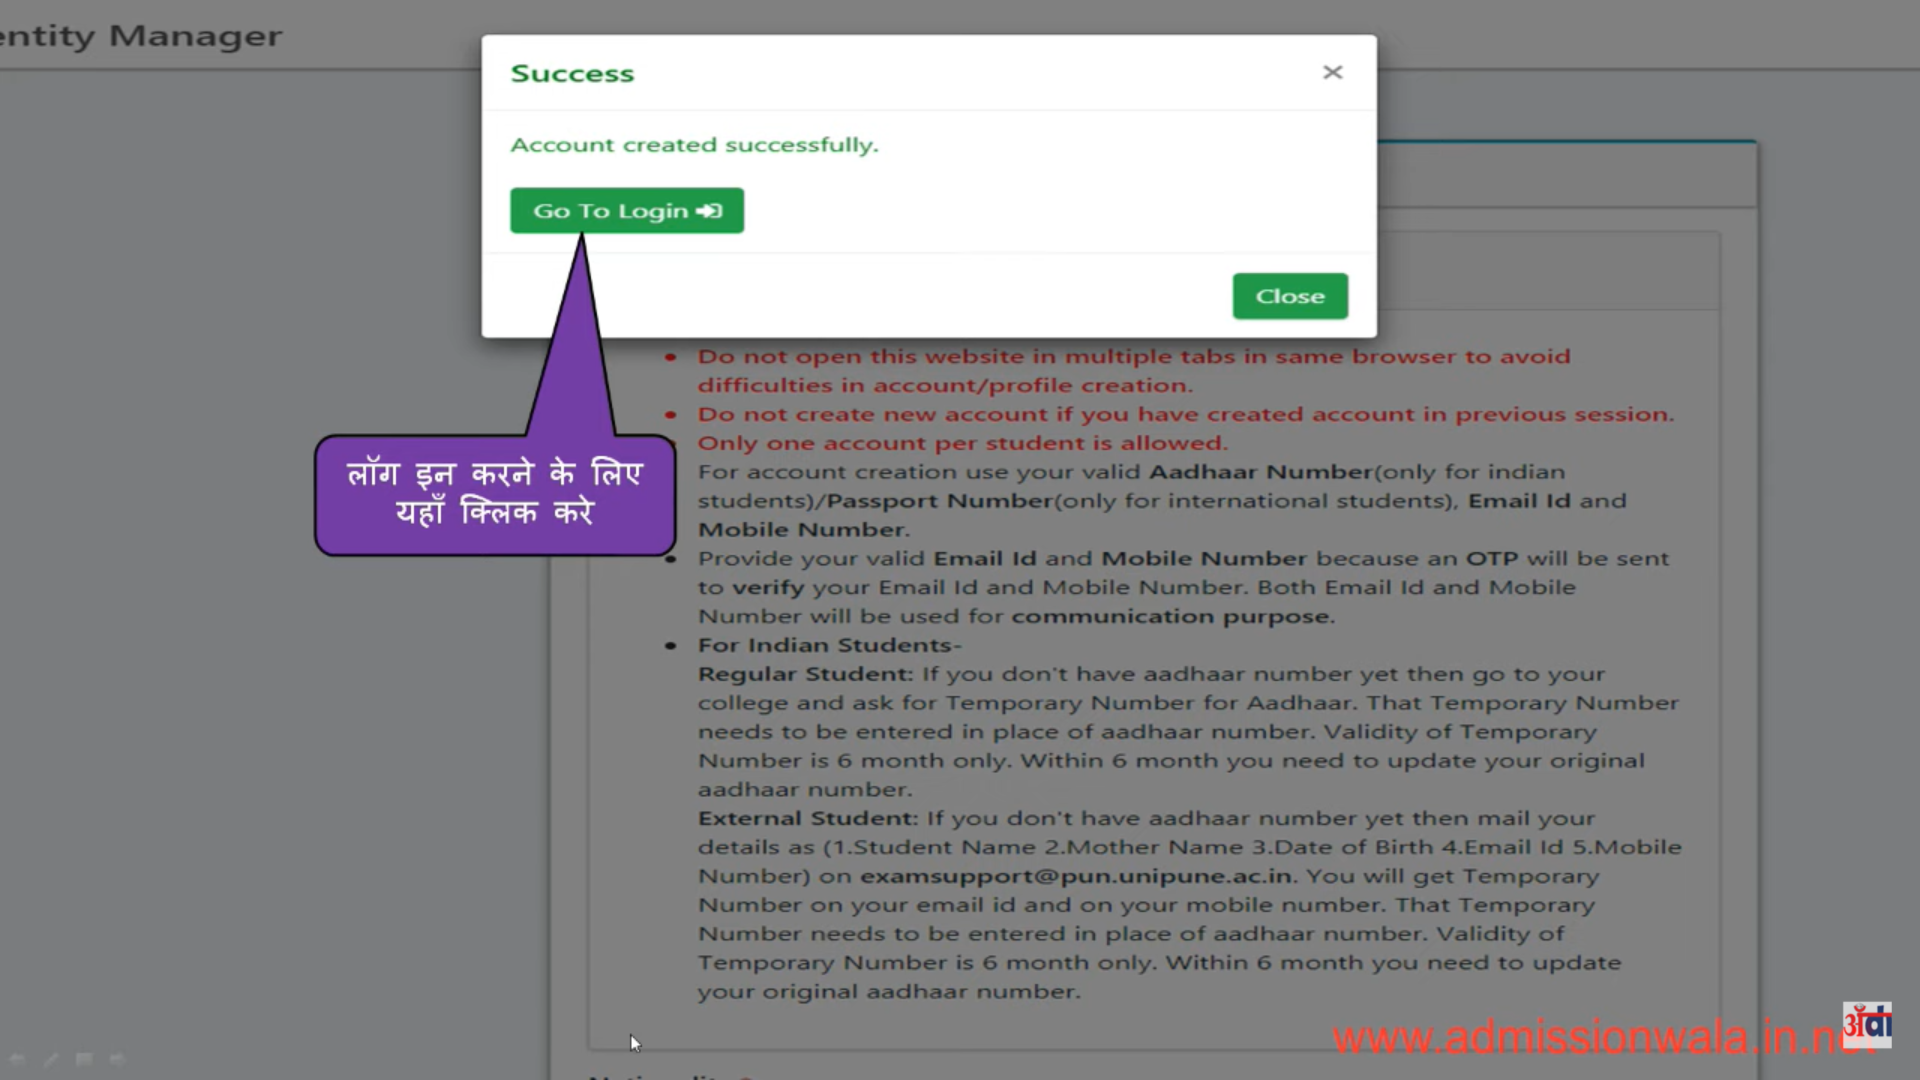 Manager
Success
×
Account created successfully.
Go To Login
Close
लॉग इन करने के लिए
यहाँ क्लिक करे
• Do not open this website in multiple tabs in same browser to avoid
difficulties in account/profile creation.
• Do not create new account if you have created account in previous session.
Only one account per student is allowed.
For account creation use your valid Aadhaar Number(only for indian
students)/Passport Number(only for international students), Email Id and
Mobile Number.
• Provide your valid Email Id and Mobile Number because an OTP will be sent
to verify your Email Id and Mobile Number. Both Email Id and Mobile
Number will be used for communication purpose.
• For Indian Students-
Regular Student: If you don't have aadhaar number yet then go to your
college and ask for Temporary Number for Aadhaar. That Temporary Number
needs to be entered in place of aadhaar number. Validity of Temporary
Number is 6 month only. Within 6 month you need to update your original
aadhaar number.
External Student: If you don't have aadhaar number yet then mail your
details as (1.Student Name 2.Mother Name 3.Date of Birth 4.Email Id 5.Mobile
Number) on examsupport@pun.unipune.ac.in. You will get Temporary
Number on your email id and on your mobile number. That Temporary
Number needs to be entered in place of aadhaar number. Validity of
Temporary Number is 6 month only. Within 6 month you need to update
your original aadhaar number.